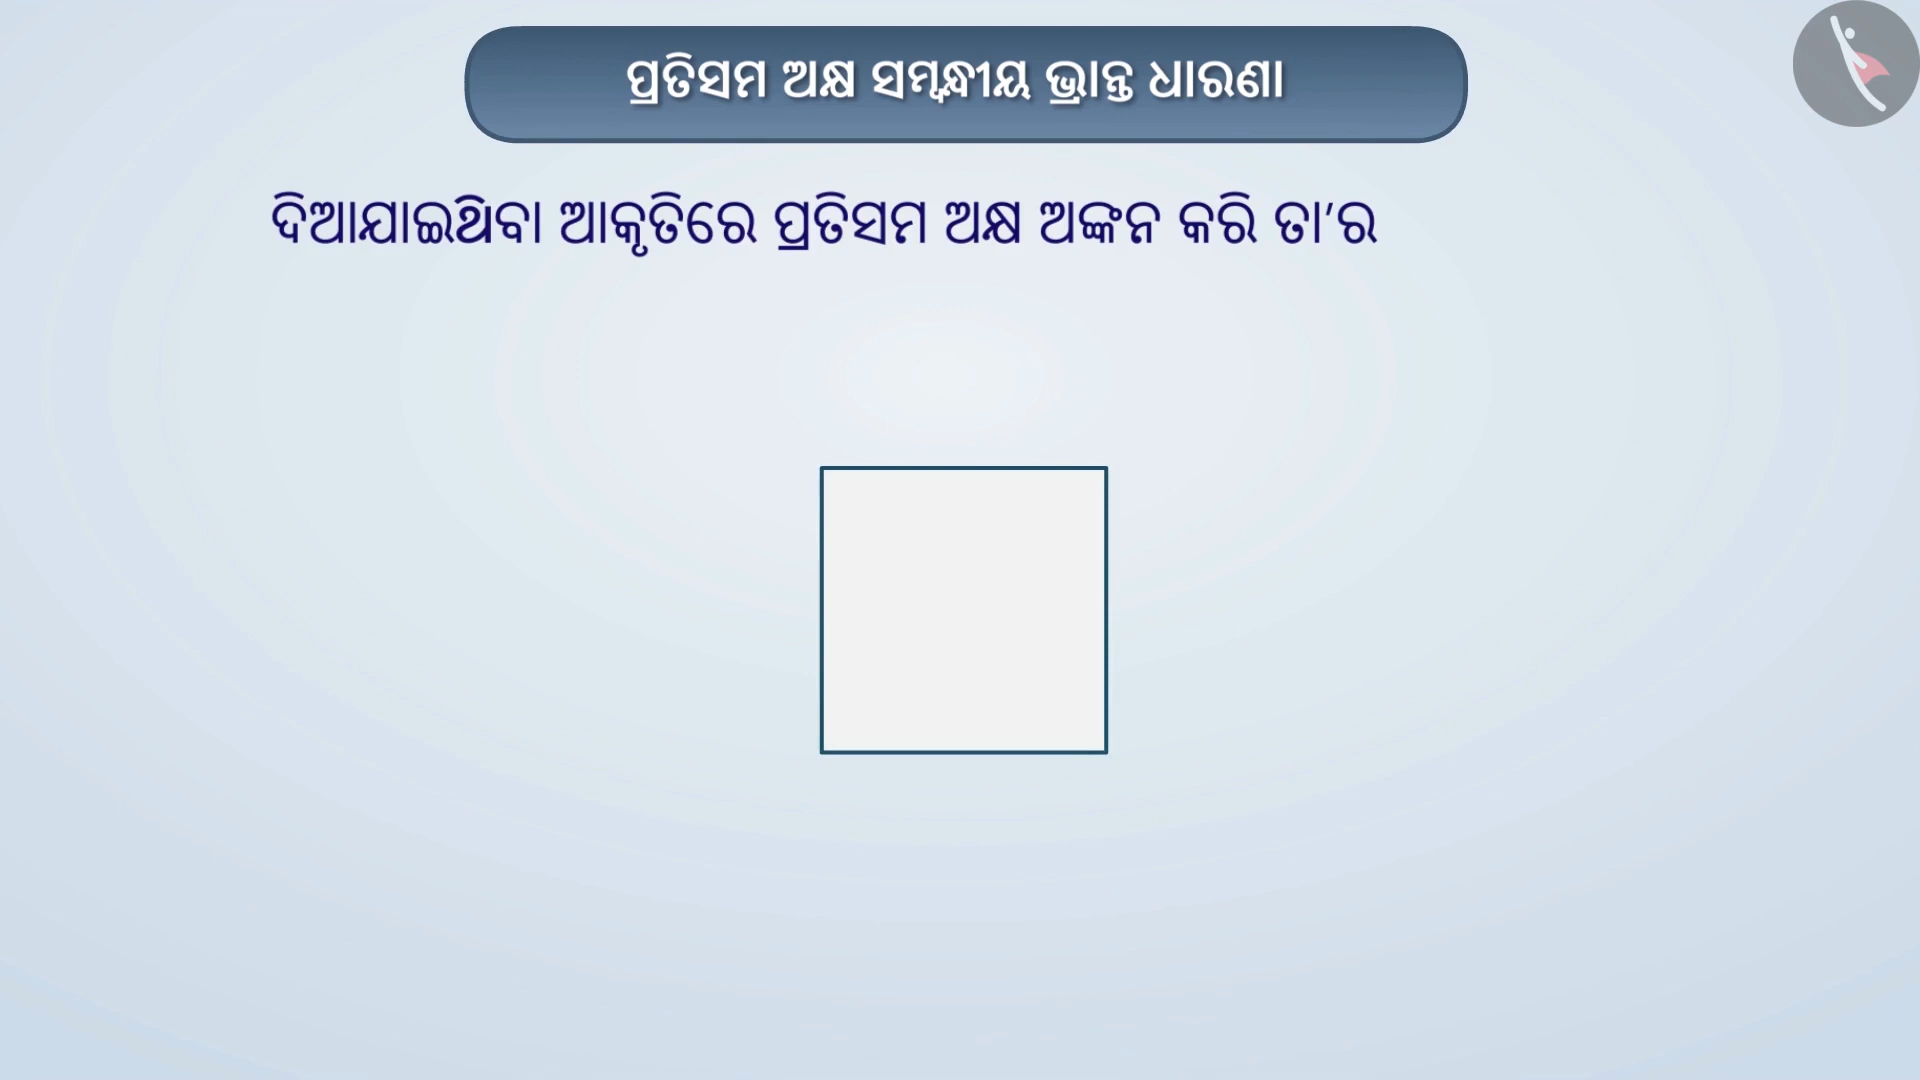 ପ୍ରତିସମ ଅକ୍ଷ ସମ୍ବନ୍ଧୀୟ ଭ୍ରାନ୍ତ ଧାରଣା
ଦିଆଯାଇଥିବା ଆକୃତିରେ ପ୍ରତିସମ ଅକ୍ଷ ଅଙ୍କନ କରି ତା’ର